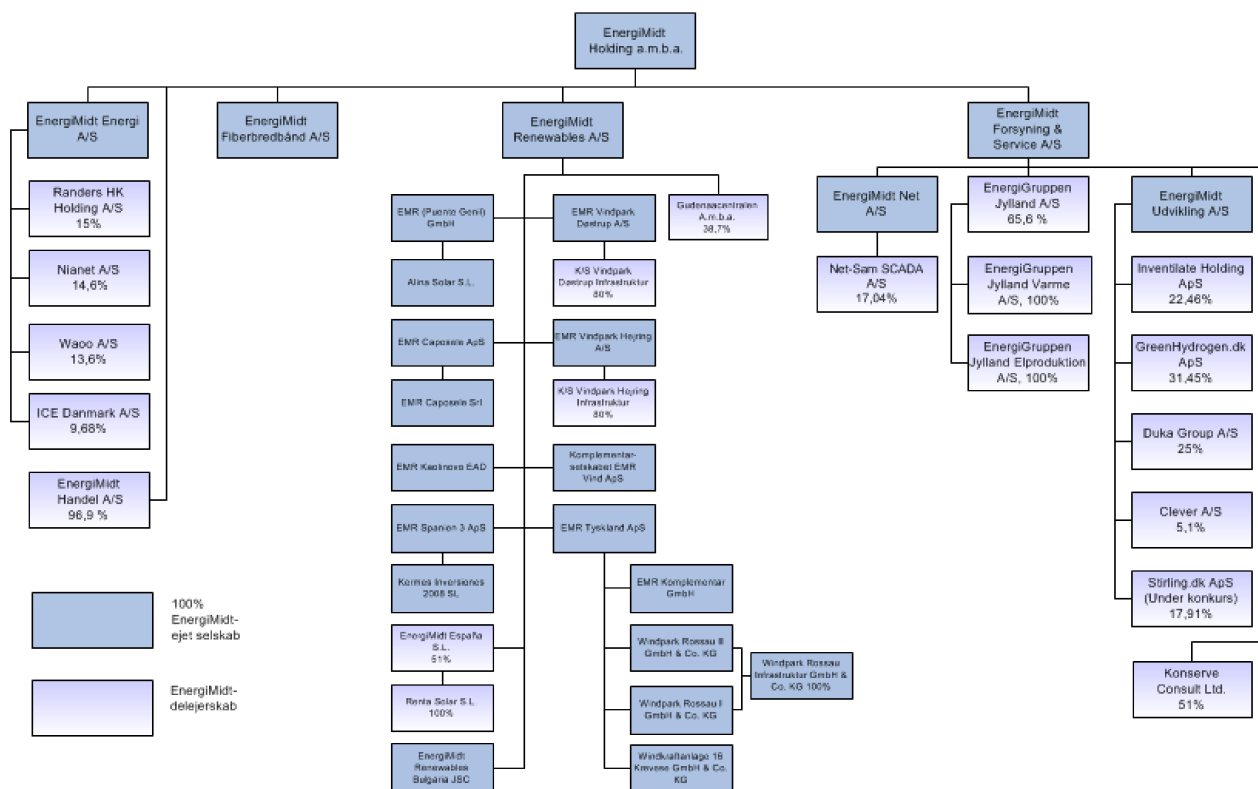 EnergiMidt
Holding a.m.b.a.
EnergiMidt Energi
A/S
EnergiMidt
Fiberbredbånd A/S
EnergiMidt
Renewables A/S
EnergiMidt
Forsyning &
Service A/S
Randers HK
Holding A/S
15%
Nianet A/S
14,6%
Waoo A/S
13,6%
ICE Danmark A/S
9,68%
EnergiMidt
Handel A/S
96,9 %
EMR (Puente Genil)
GmbH
Alina Solar S.L.
EMR Caposele ApS
EMR Caposele Srl
EMR Kaolinovo EAD
EMR Spanien 3 ApS
Kermes Inversiones
2008 SL
EnergiMidt España
S.L.
51%
Renta Solar S.L.
100%
EnergiMidt
Renewables
Bulgaria JSC
EMR Vindpark
Døstrup A/S
K/S Vindpark
Døstrup Infrastruktur
80%
EMR Vindpark Hejring
A/S
K/S Vindpark Hejring
Infrastruktur
80%
Komplementar-
selskabet EMR
Vind ApS
EMR Tyskland ApS
EMR Komplementar
GmbH
Windpark Rossau III
GmbH & Co. KG
Windpark Rossau I
GmbH & Co. KG
Windkraftanlage 16
GmbH & Co.
KG
Windpark Rossau
Infrastruktur GmbH &
Co. KG 100%
Gudenaacentralen
A.m.b.a.
38,7%
EnergiMidt Net
A/S
Net-Sam SCADA
A/S
17,04%
EnergiGruppen
Jylland A/S
65,6 %
EnergiGruppen
Jylland Varme
A/S, 100%
EnergiGruppen
Jylland Elproduktion
A/S, 100%
EnergiMidt
Udvikling A/S
Inventilate Holding
ApS
22,46%
GreenHydrogen.dk
ApS
31,45%
Duka Group A/S
25%
Clever A/S
5,1%
Stirling.dk ApS
(Under konkurs)
17,91%
Konserve
Consult Ltd.
51%
100%
EnergiMidt-
ejet selskab
EnergiMidt-
delejerskab